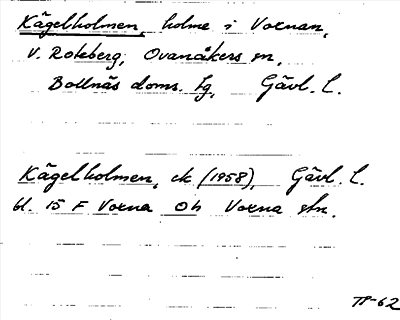 Kägelholmen, holme i Voxnan,
V. Roteberg, Ovanåkers sn,
Bollnäs doms. tg, Gävl. L.
Kägelholmen, ek (1958), Gävl. L.
bl. 15 F Voxna Oh Voxna stn.
TP-62